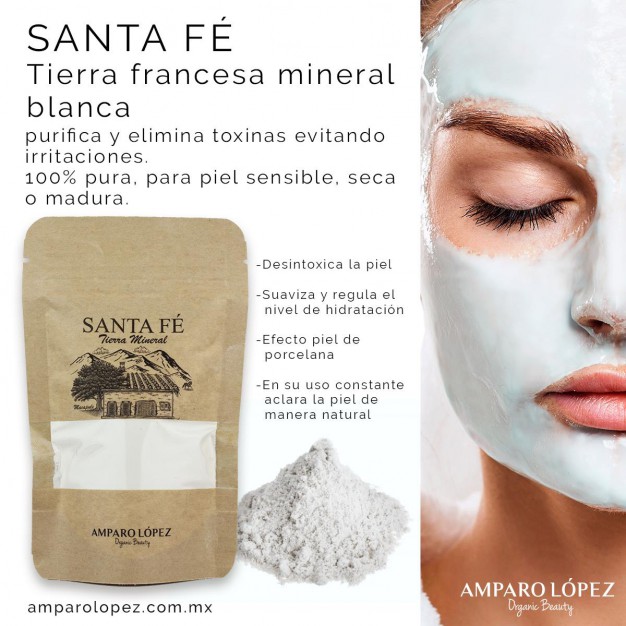 SANTA FÉ
Tierra francesa mineral
blanca
purifica y elimina toxinas evitando
irritaciones.
100% pura, para piel sensible, seca
o madura.
-Desintoxica la piel
-Suaviza y regula el
nivel de hidratación
-Efecto piel de
porcelana
-En su uso constante
aclara la piel de
manera natural
SANTA FÉ
Tierra Mineral
AMPARO LÓPEZ
Organic Beauty
amparolopez.com.mx
AMPARO LÓPEZ
Organic Beauty